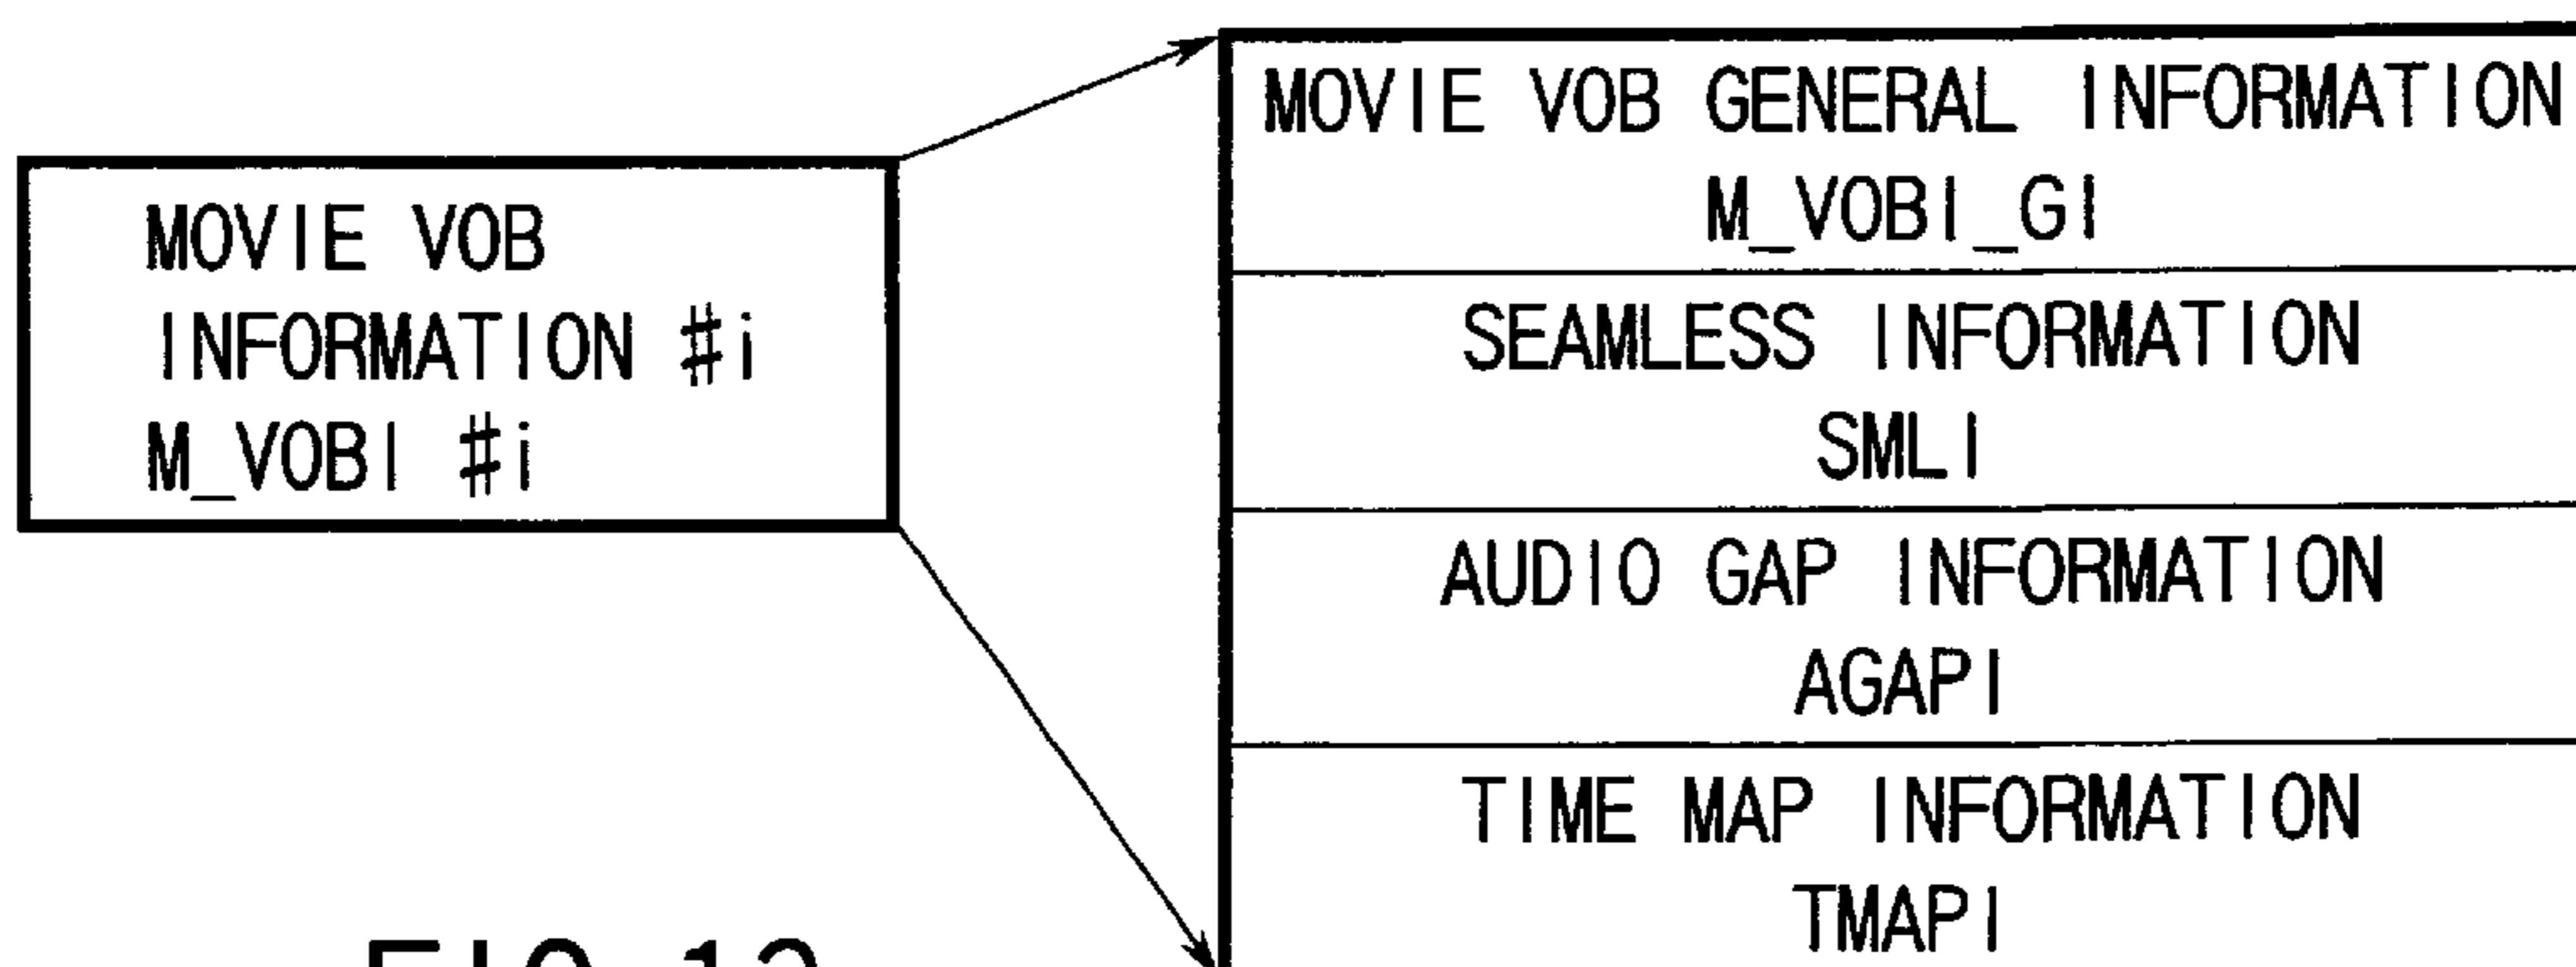 MOVIE VOB
INFORMATION #i
M_VOBI #i
MOVIE VOB GENERAL INFORMATION
M_VOBI_GI
SEAMLESS INFORMATION
SMLI
AUDIO GAP INFORMATION
AGAPI
TIME MAP INFORMATION
TMAPI